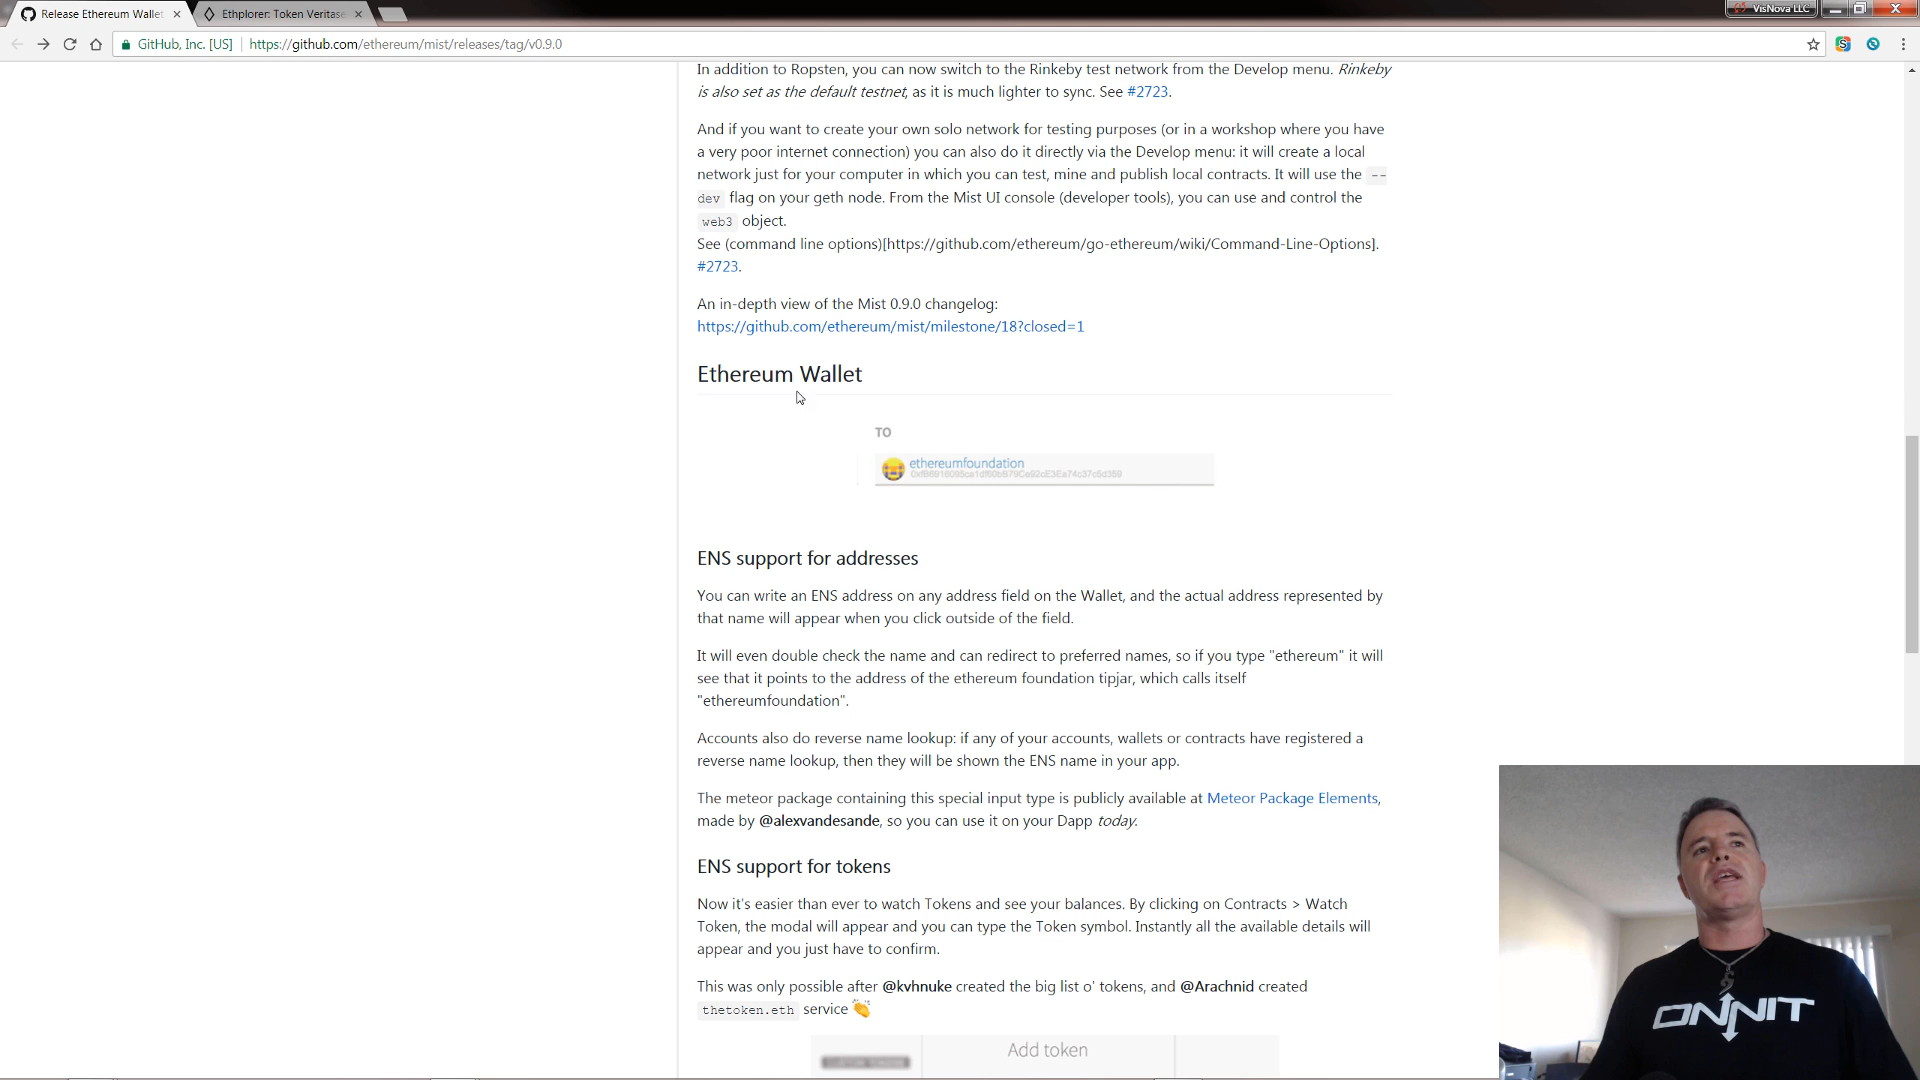 Release Ethereum Wallet
Ethplorer: Token Veritase
VisNova LLC
GitHub, Inc. [US]
https://github.com/ethereum/mist/releases/tag/v0.9.0
In addition to Ropsten, you can now switch to the Rinkeby test network from the Develop menu. Rinkeby
is also set as the default testnet, as it is much lighter to sync. See #2723.
And if you want to create your own solo network for testing purposes (or in a workshop where you have
a very poor internet connection) you can also do it directly via the Develop menu: it will create a local
network just for your computer in which you can test, mine and publish local contracts. It will use the --
dev flag on your geth node. From the Mist UI console (developer tools), you can use and control the
web3 object.
See (command line options)[https://github.com/ethereum/go-ethereum/wiki/Command-Line-Options].
#2723.
An in-depth view of the Mist 0.9.0 changelog:
https://github.com/ethereum/mist/milestone/18?closed=1
Ethereum Wallet
TO
ethereumfoundation
ENS support for addresses
You can write an ENS address on any address field on the Wallet, and the actual address represented by
that name will appear when you click outside of the field.
It will even double check the name and can redirect to preferred names, so if you type "ethereum" it will
see that it points to the address of the ethereum foundation tipjar, which calls itself
"ethereumfoundation".
Accounts also do reverse name lookup: if any of your accounts, wallets or contracts have registered a
reverse name lookup, then they will be shown the ENS name in your app.
The meteor package containing this special input type is publicly available at Meteor Package Elements,
made by @alexvandesande, so you can use it on your Dapp today.
ENS support for tokens
Now it's easier than ever to watch Tokens and see your balances. By clicking on Contracts > Watch
Token, the modal will appear and you can type the Token symbol. Instantly all the available details will
appear and you just have to confirm.
This was only possible after @kvhnuke created the big list o' tokens, and @Arachnid created
thetoken.eth service 👏
Add token
ONNIT